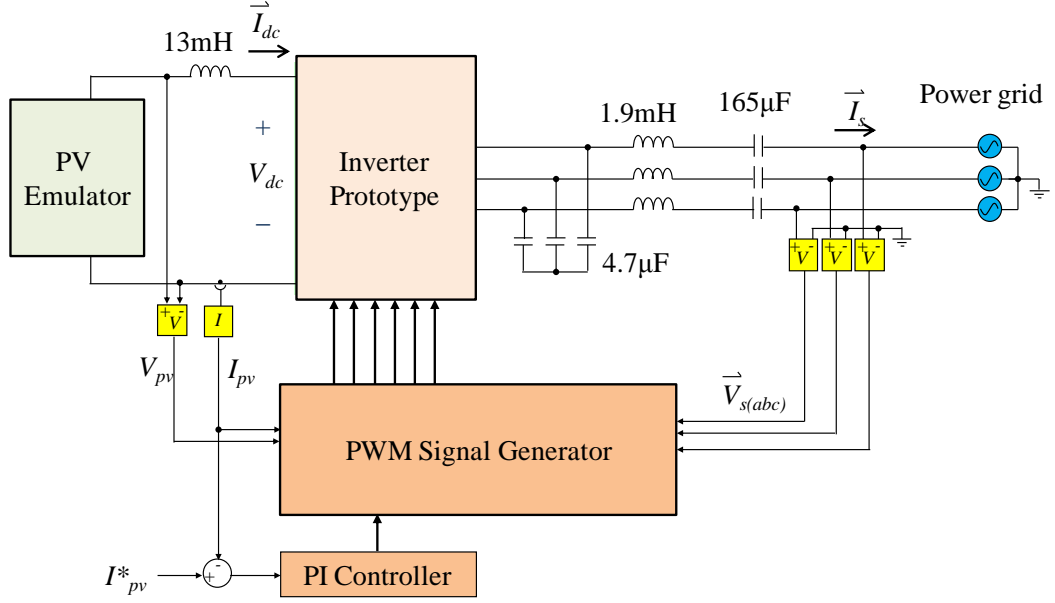 13mH
I_dc
PV
Emulator
+
V_dc
−
Inverter
Prototype
1.9mH
165μF
I_s
Power grid
4.7μF
+ -
V
+ -
V
+ -
V
+ -
V
I
V_pv
I_pv
V_s(abc)
PWM Signal Generator
-
+
I*_pv
PI Controller